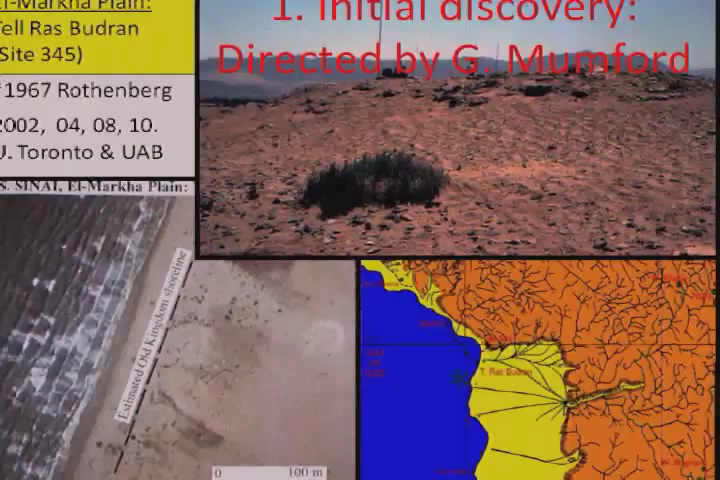 El-Markha Plain:
Tell Ras Budran
(Site 345)
*1967 Rothenberg
2002, 04, 08, 10.
U. Toronto & UAB
1. Initial discovery:
Directed by G. Mumford
S. SINAI, El-Markha Plain:
Estimated Old Kingdom shoreline
0 100 m
T. Ras Budran